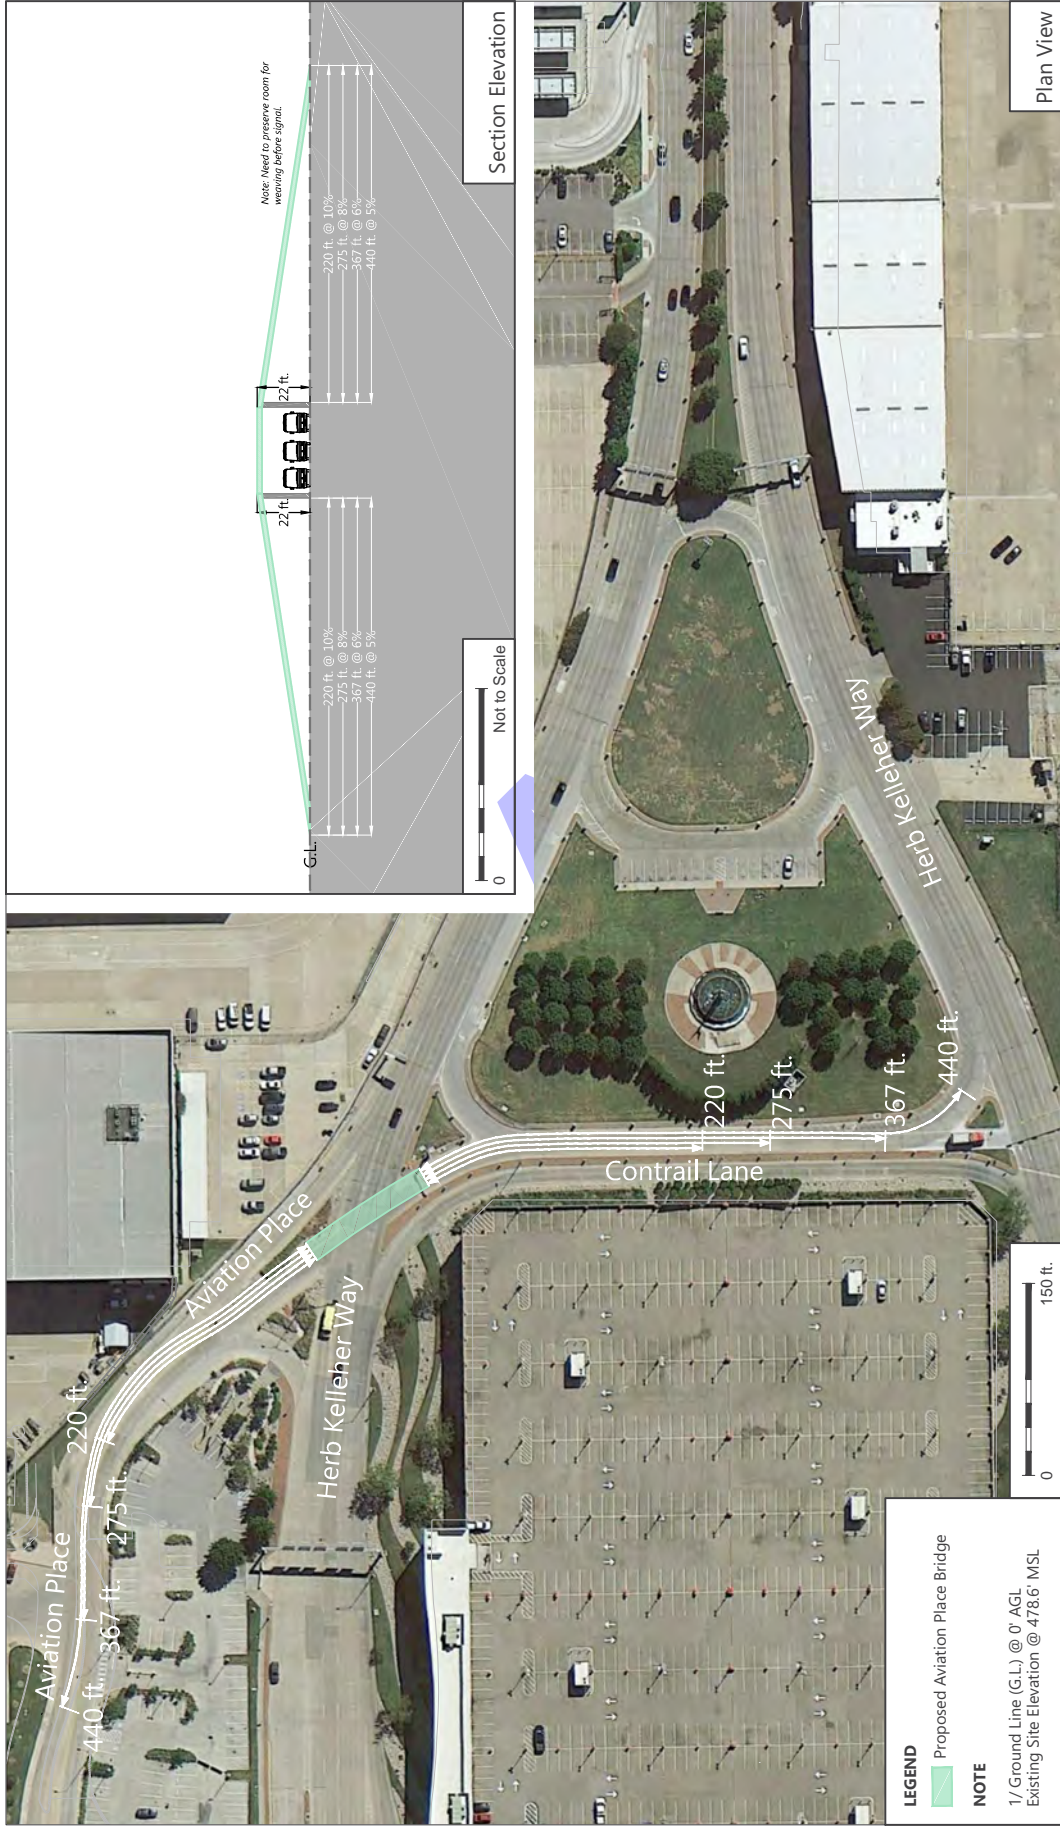 Aviation Place
440 ft.
367 ft.
275 ft.
220 ft.
Aviation Place
Herb Kelleher Way
Contrail Lane
220 ft.
275 ft.
367 ft.
440 ft.
Herb Kelleher Way
Note: Need to preserve room for
weaving before signal.
22 ft.
22 ft.
G.L.
220 ft. @ 10%
275 ft. @ 8%
367 ft. @ 6%
440 ft. @ 5%
220 ft. @ 10%
275 ft. @ 8%
367 ft. @ 6%
440 ft. @ 5%
0
Not to Scale
Section Elevation
LEGEND
Proposed Aviation Place Bridge
NOTE
1/ Ground Line (G.L.) @ 0' AGL
Existing Site Elevation @ 478.6' MSL
0
150 ft.
Plan View